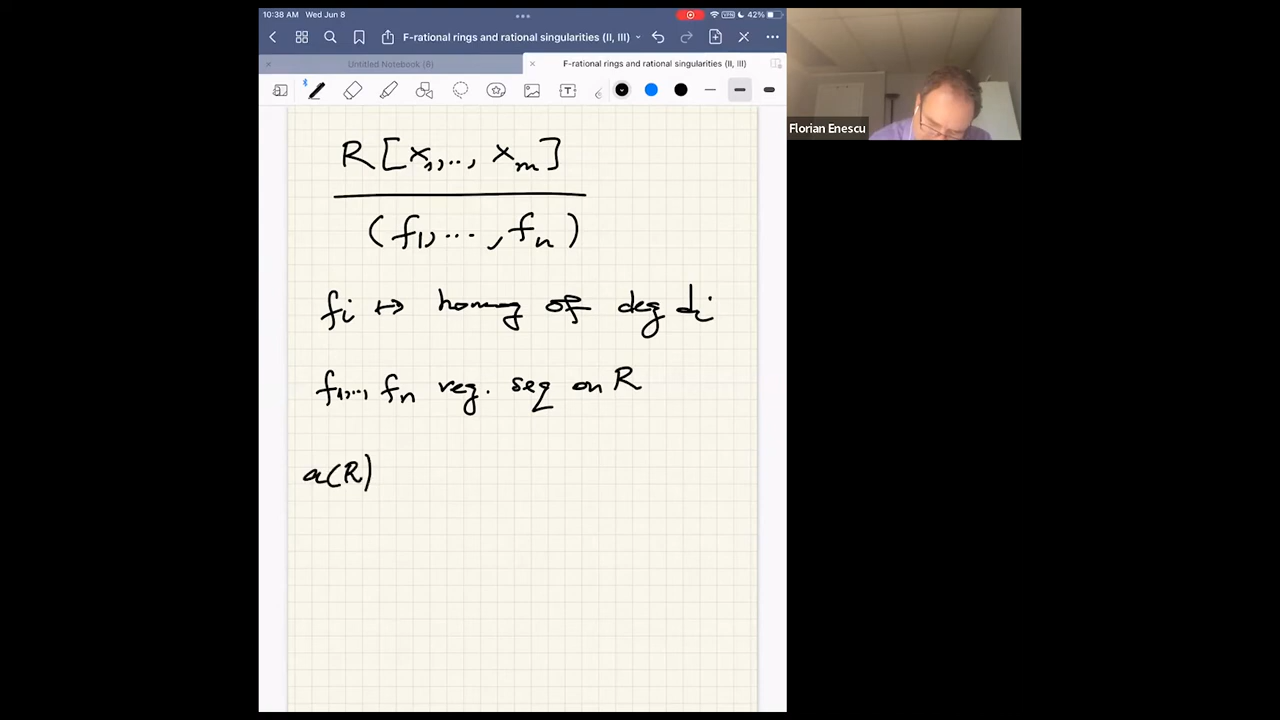 10:38 AM Wed Jun 8
42%
F-rational rings and rational singularities (II, III)
Untitled Notebook (6)
F-rational rings and rational singularities (II, III)
R[x1,..., xm]
(f1,..., fn)
fi ↔ homog of deg di
f1,..., fn reg. seq on R
a(R)
Florian Enescu